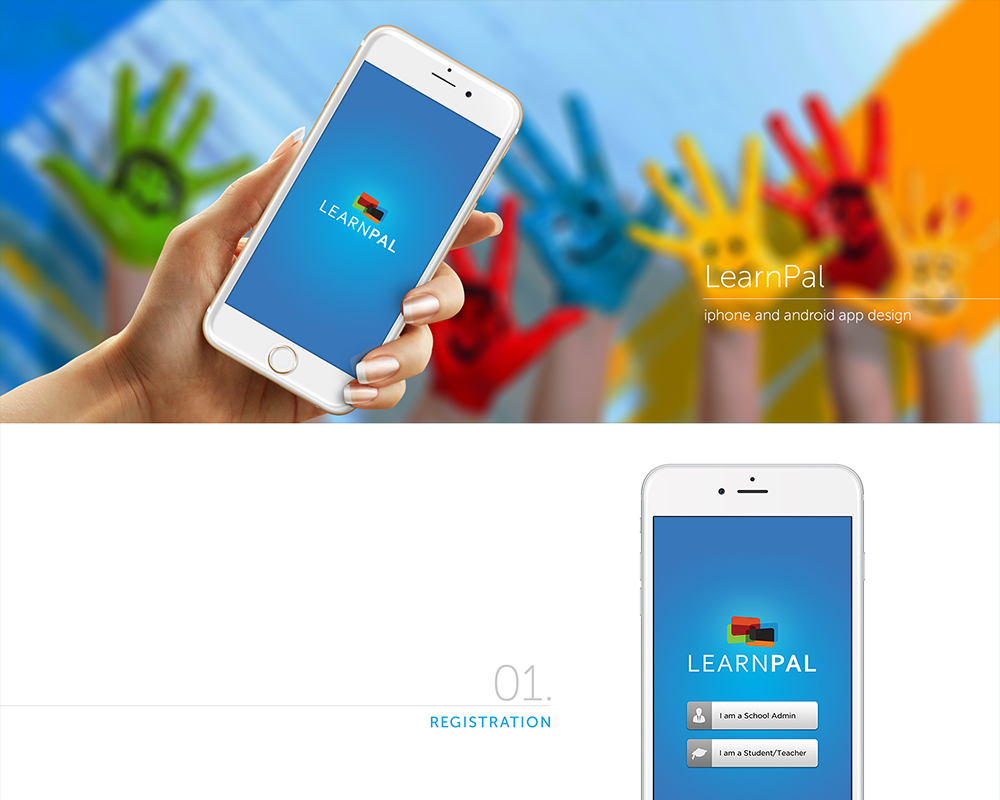 LEARNPAL
LearnPal
iphone and android app design
01.
REGISTRATION
LEARNPAL
I am a School Admin
I am a Student/Teacher